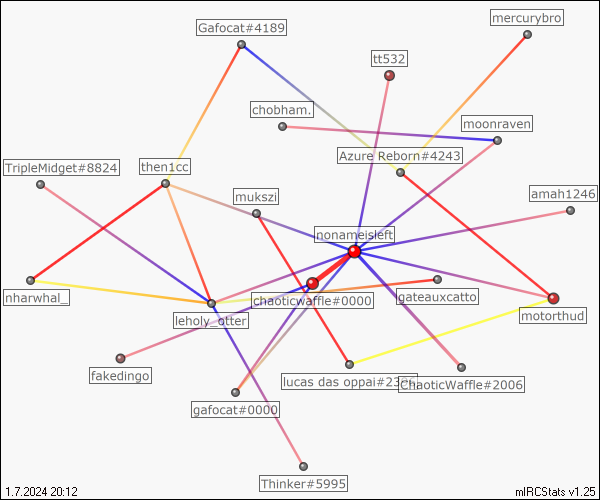 mercurybro
Gafocat#4189
tt532
chobham.
moonraven
Azure Reborn#4243
TripleMidget#8824
then1cc
mukszi
amah1246
nonameisleft
nharwhal_
chaoticwaffle#0000
gateauxcatto
motorthud
leholy_otter
fakedingo
lucas das oppai#23
ChaoticWaffle#2006
gafocat#0000
Thinker#5995
1.7.2024 20:12
mIRCStats v1.25